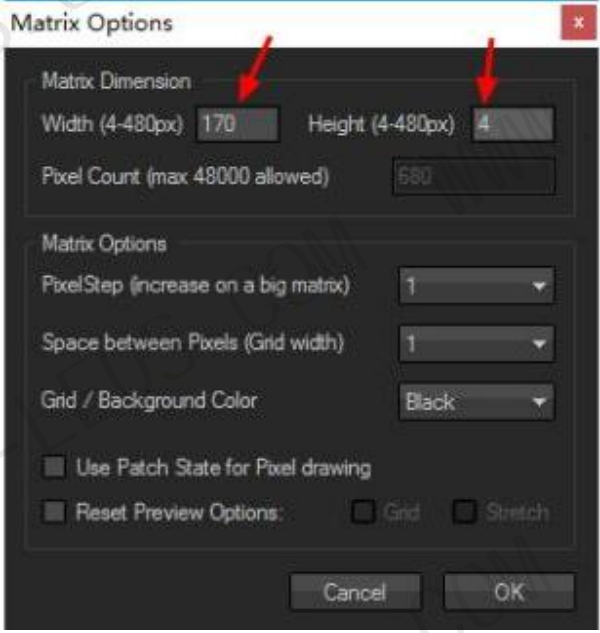 Matrix Options
x
Matrix Dimension
Width (4-480px) 170 Height (4-480px) 4
Pixel Count (max 48000 allowed) 680
Matrix Options
PixelStep (increase on a big matrix) 1
Space between Pixels (Grid width) 1
Grid / Background Color Black
Use Patch State for Pixel drawing
Reset Preview Options: Grid Stretch
Cancel OK